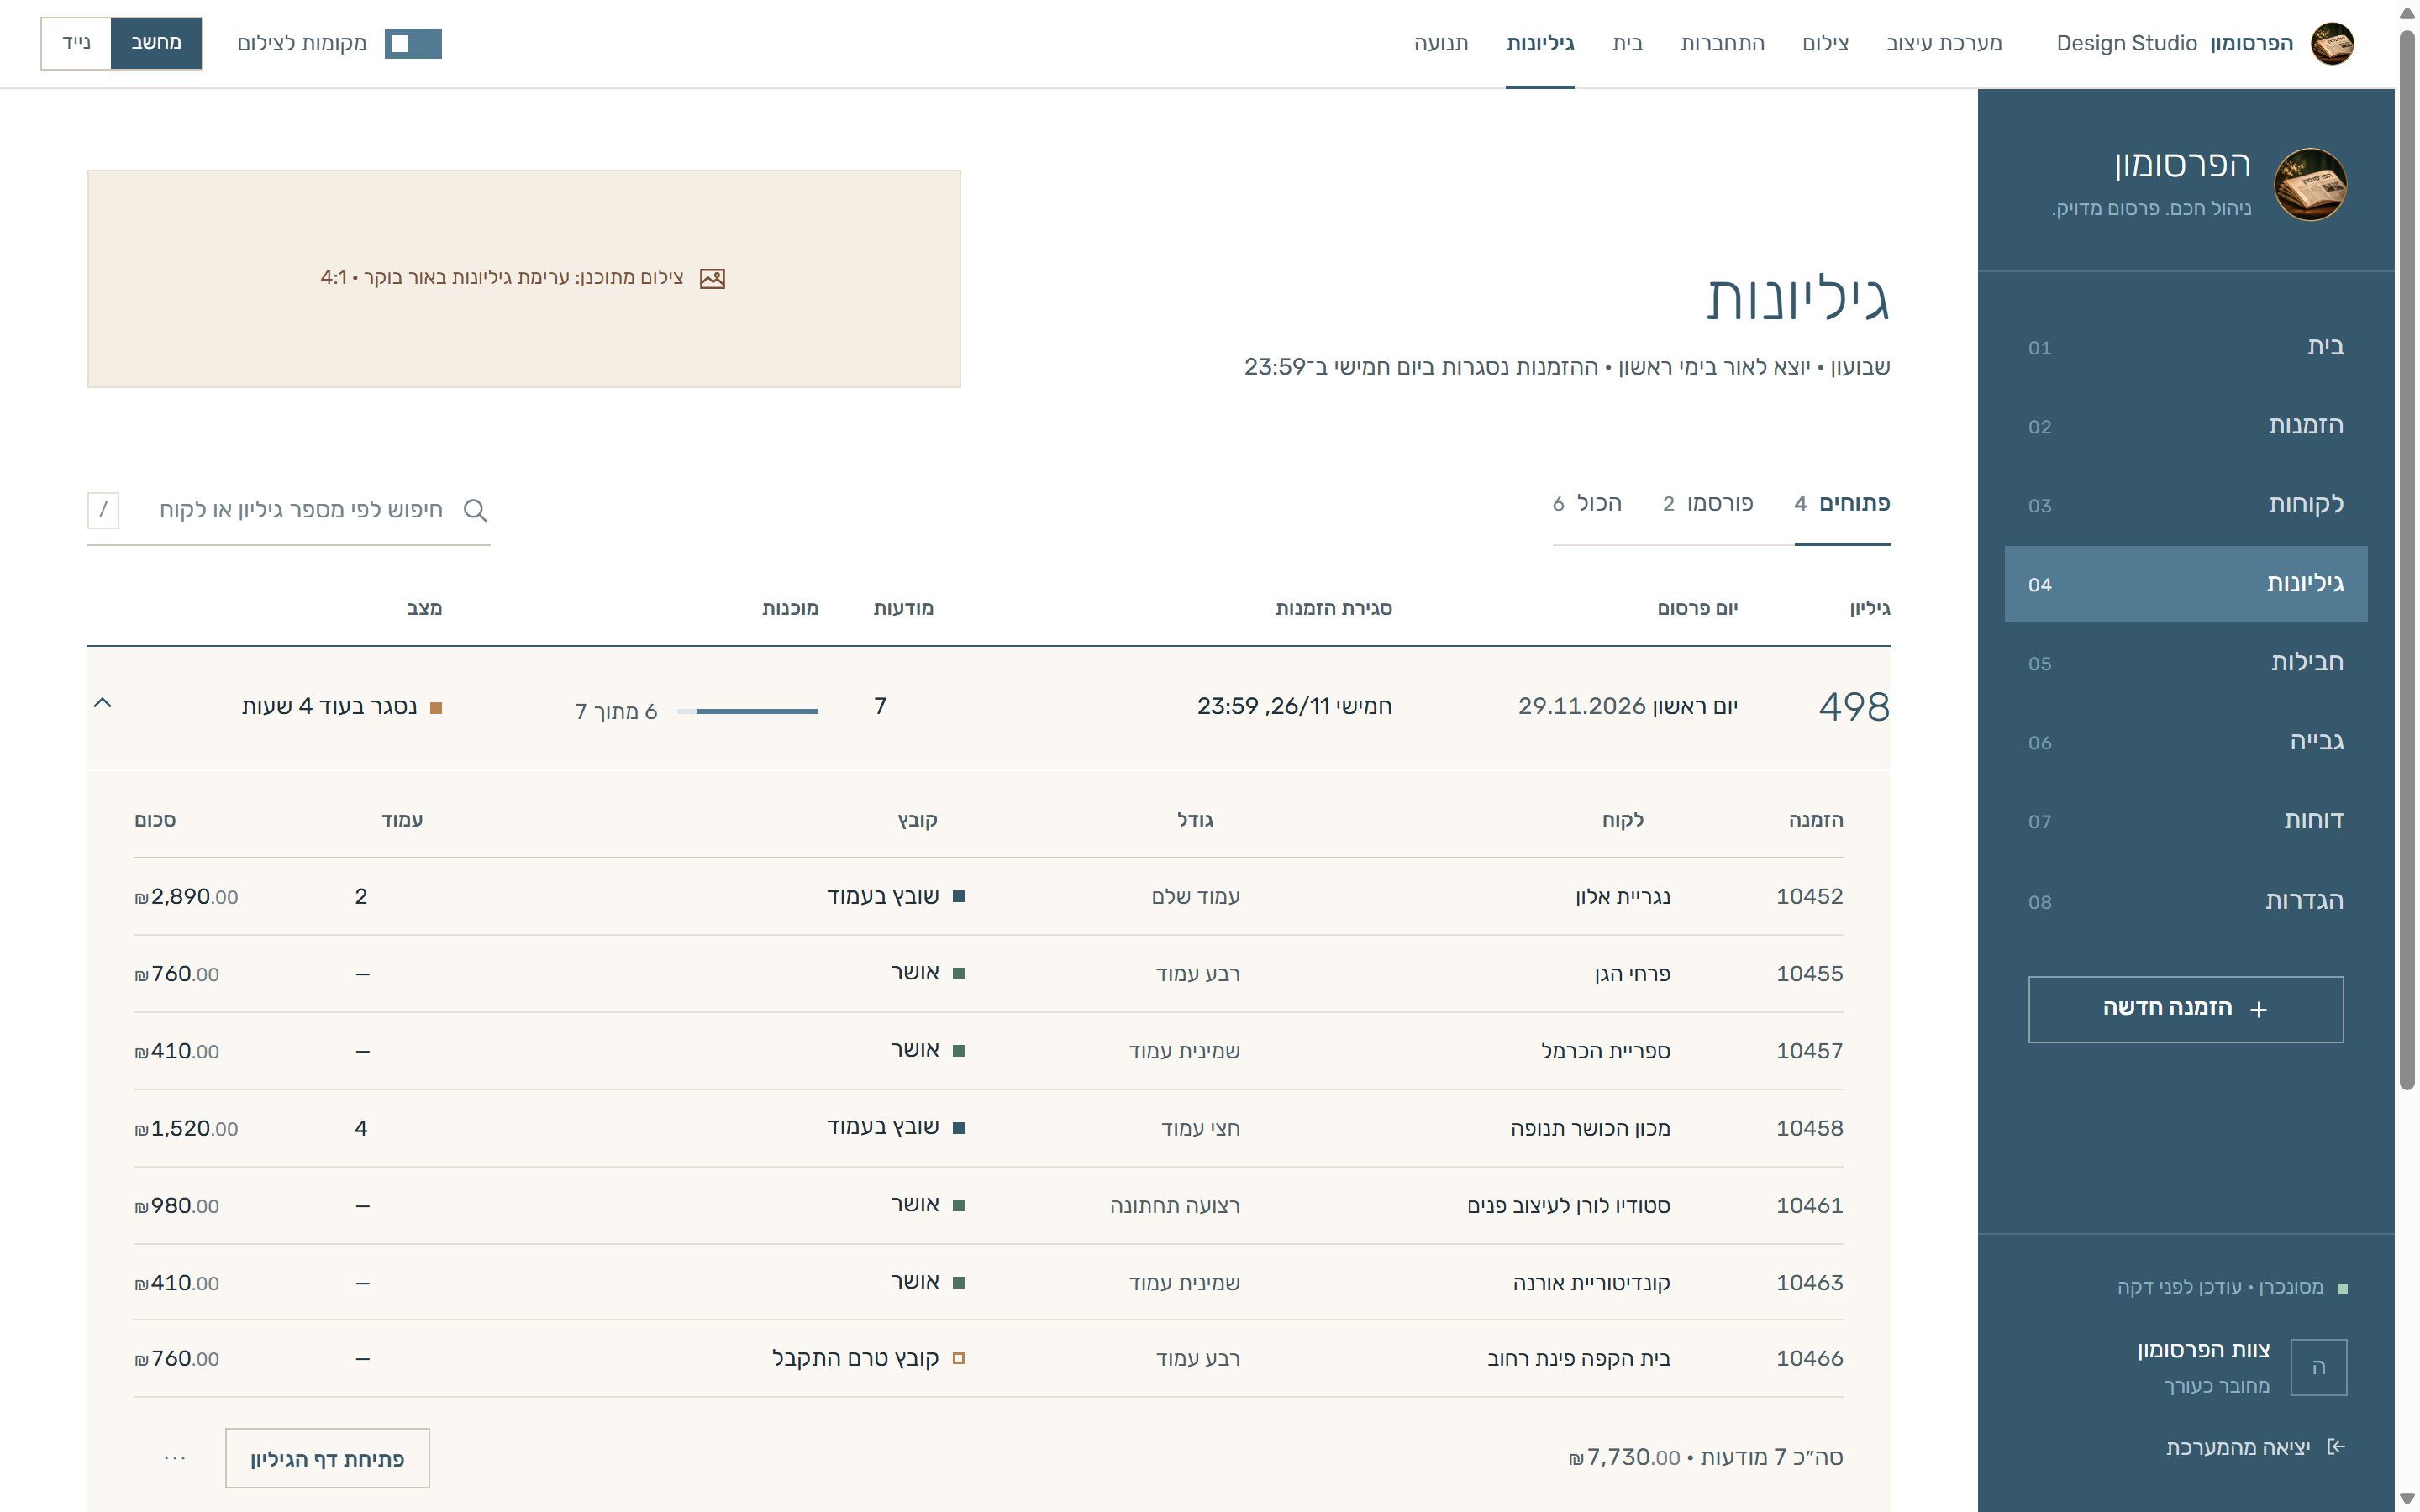 הפרסומון Design Studio מערכת עיצוב צילום התחברות בית גיליונות תנועה מקומות לצילום מחשב נייד
הפרסומון
ניהול חכם. פרסום מדויק.
בית 01
הזמנות 02
לקוחות 03
גיליונות 04
חבילות 05
גבייה 06
דוחות 07
הגדרות 08
+ הזמנה חדשה
מסונכרן • עודכן לפני דקה
ה
צוות הפרסומון
מחובר כעורך
יציאה מהמערכת
גיליונות
שבועון • יוצא לאור בימי ראשון • ההזמנות נסגרות ביום חמישי ב־23:59
צילום מתוכנן: ערימת גיליונות באור בוקר • 4:1
פתוחים 4 פורסמו 2 הכול 6 חיפוש לפי מספר גיליון או לקוח /
גיליון יום פרסום סגירת הזמנות מודעות מוכנות מצב
498 יום ראשון 29.11.2026 חמישי 26/11, 23:59 7 6 מתוך 7 נסגר בעוד 4 שעות
הזמנה לקוח גודל קובץ עמוד סכום
10452 נגריית אלון עמוד שלם שובץ בעמוד 2 2,890.00₪
10455 פרחי הגן רבע עמוד אושר — 760.00₪
10457 ספריית הכרמל שמינית עמוד אושר — 410.00₪
10458 מכון הכושר תנופה חצי עמוד שובץ בעמוד 4 1,520.00₪
10461 סטודיו לורן לעיצוב פנים רצועה תחתונה אושר — 980.00₪
10463 קונדיטוריית אורנה שמינית עמוד אושר — 410.00₪
10466 בית הקפה פינת רחוב רבע עמוד קובץ טרם התקבל — 760.00₪
סה״כ 7 מודעות • 7,730.00₪ פתיחת דף הגיליון ...